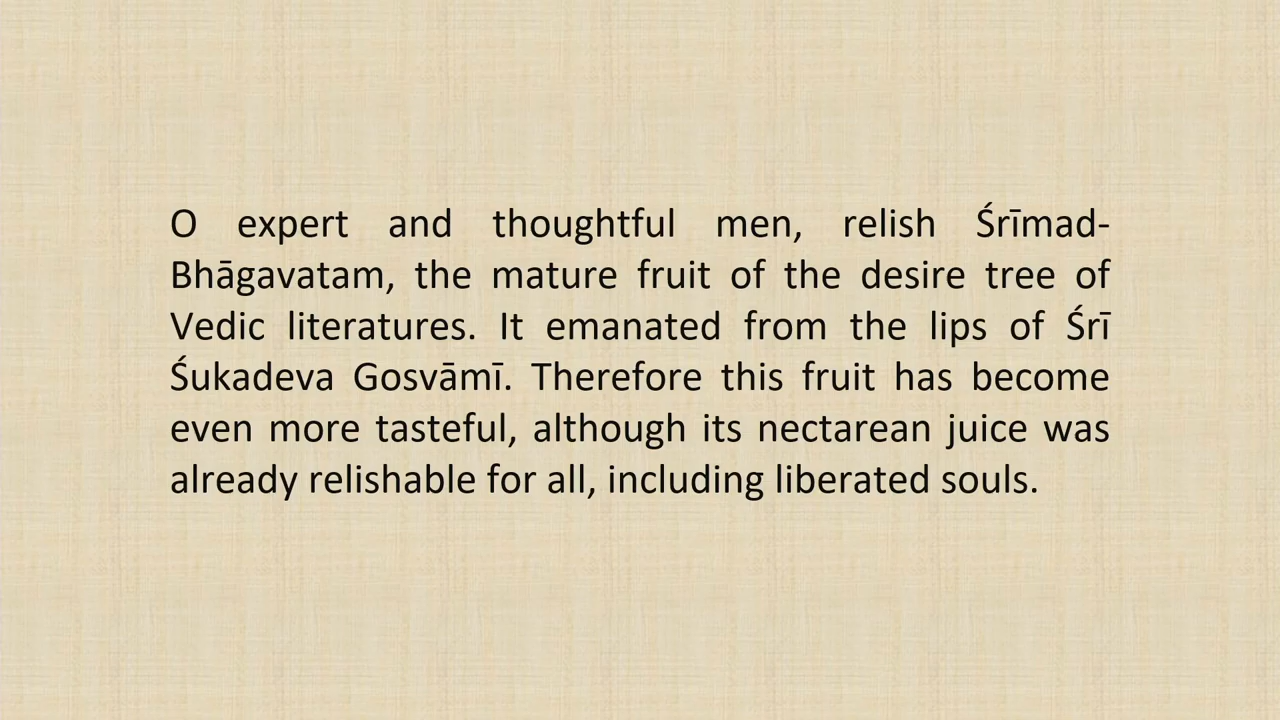 O expert and thoughtful men, relish Śrīmad-
Bhāgavatam, the mature fruit of the desire tree of
Vedic literatures. It emanated from the lips of Śrī
Śukadeva Gosvāmī. Therefore this fruit has become
even more tasteful, although its nectarean juice was
already relishable for all, including liberated souls.